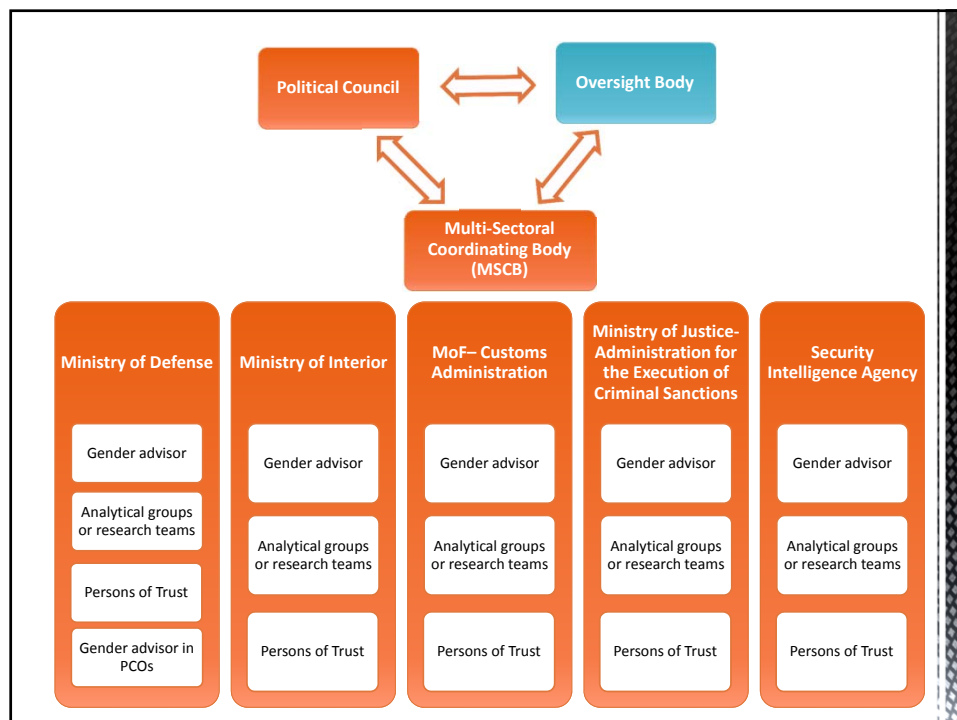 Political Council
Oversight Body
Multi-Sectoral
Coordinating Body
(MSCB)
Ministry of Defense
Gender advisor
Analytical groups
or research teams
Persons of Trust
Gender advisor in
PCOs
Ministry of Interior
Gender advisor
Analytical groups
or research teams
Persons of Trust
MoF– Customs
Administration
Gender advisor
Analytical groups
or research teams
Persons of Trust
Ministry of Justice-
Administration for
the Execution of
Criminal Sanctions
Gender advisor
Analytical groups
or research teams
Persons of Trust
Security
Intelligence Agency
Gender advisor
Analytical groups
or research teams
Persons of Trust